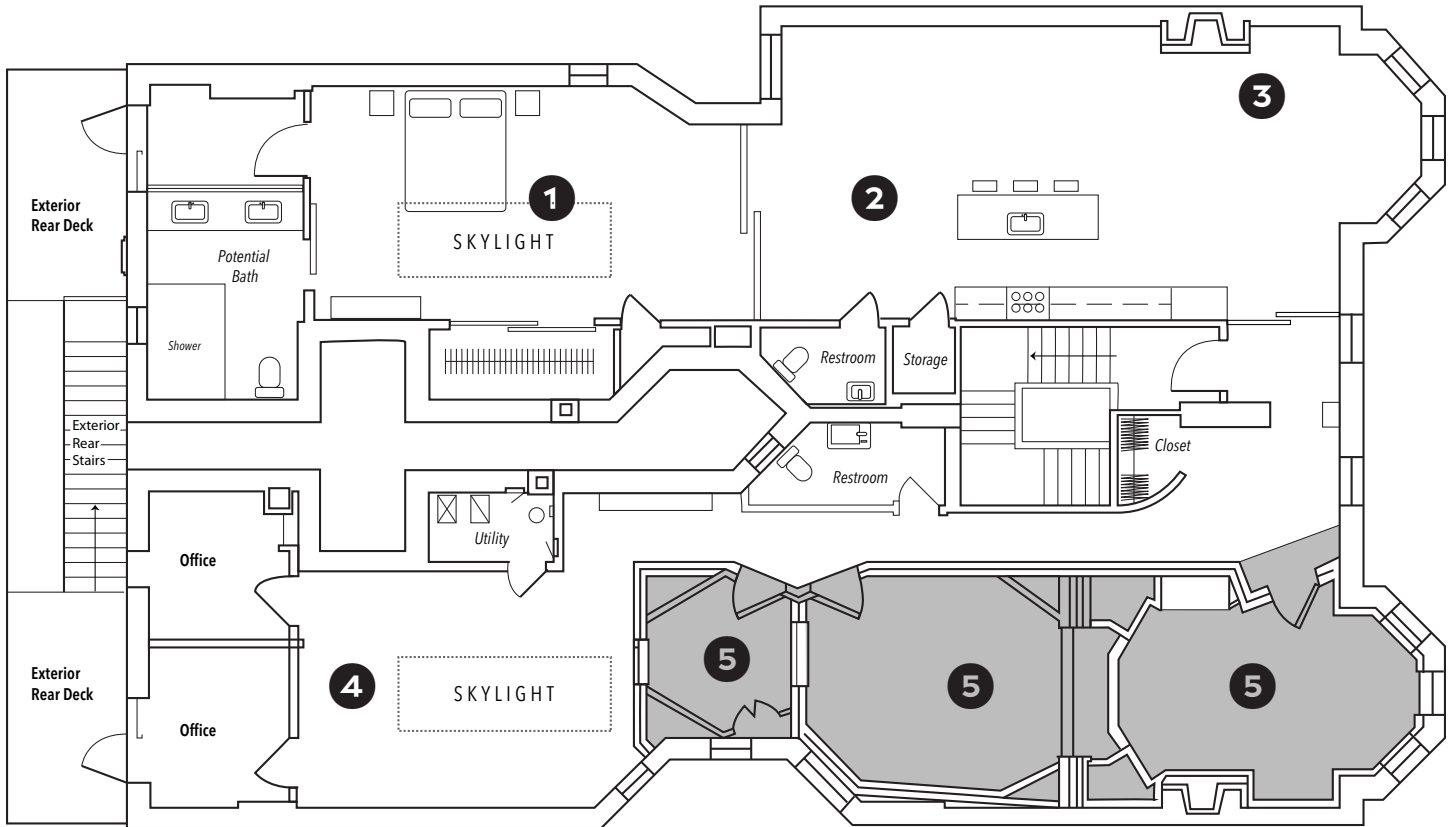 3
1
2
Exterior
Rear Deck
SKYLIGHT
Potential
Bath
Shower
Restroom
Storage
Exterior
Rear
Stairs
Closet
Restroom
Utility
Office
5
5
5
4
Exterior
Rear Deck
SKYLIGHT
Office